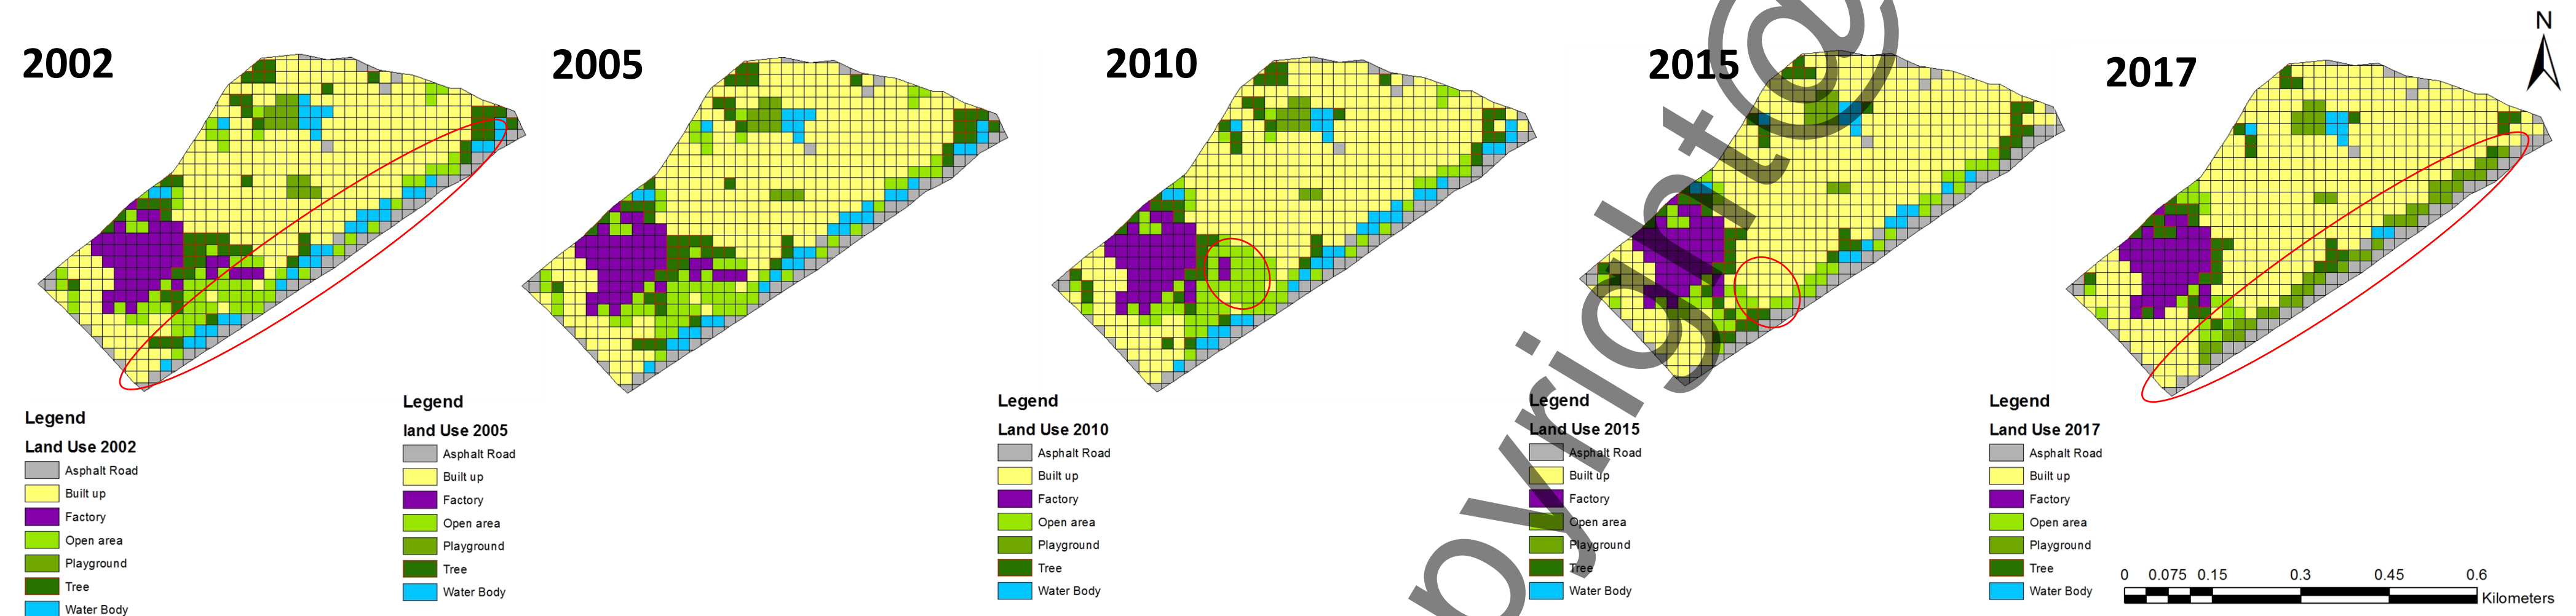 2002
2005
2010
2015
2017
N
Legend
Land Use 2002
Asphalt Road
Built up
Factory
Open area
Playground
Tree
Water Body
Legend
land Use 2005
Asphalt Road
Built up
Factory
Open area
Playground
Tree
Water Body
Legend
Land Use 2010
Asphalt Road
Built up
Factory
Open area
Playground
Tree
Water Body
Legend
Land Use 2015
Asphalt Road
Built up
Factory
Open area
Playground
Tree
Water Body
Legend
Land Use 2017
Asphalt Road
Built up
Factory
Open area
Playground
Tree
Water Body
0 0.075 0.15 0.3 0.45 0.6
Kilometers
pyright@